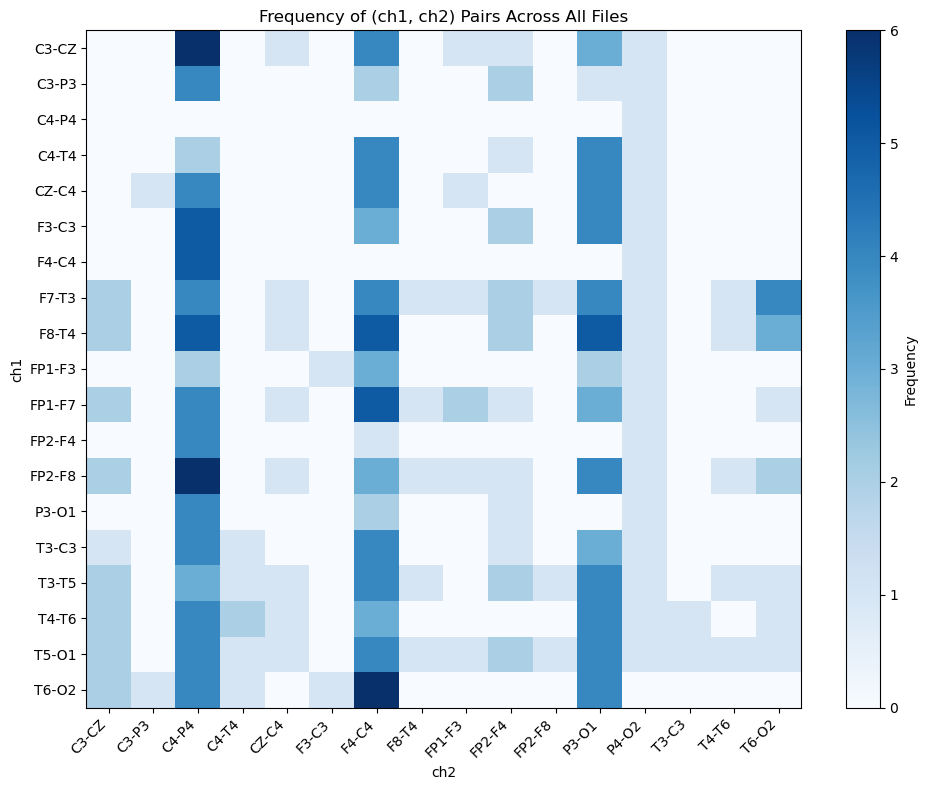 Frequency of (ch1, ch2) Pairs Across All Files
ch1
C3-CZ
C3-P3
C4-P4
C4-T4
CZ-C4
F3-C3
F4-C4
F7-T3
F8-T4
FP1-F3
FP1-F7
FP2-F4
FP2-F8
P3-O1
T3-C3
T3-T5
T4-T6
T5-O1
T6-O2
C3-CZ
C3-P3
C4-P4
C4-T4
CZ-C4
F3-C3
F4-C4
F8-T4
FP1-F3
FP2-F4
FP2-F8
P3-O1
P4-O2
T3-C3
T4-T6
T6-O2
ch2
6
5
4
3
2
1
0
Frequency